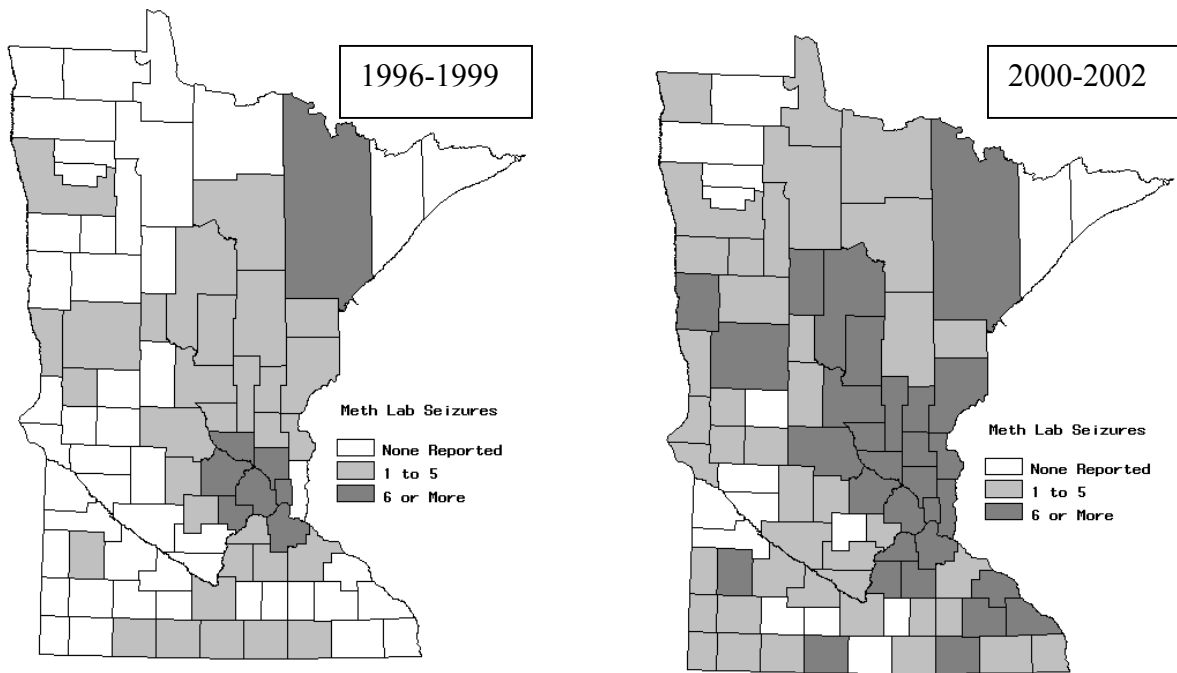 1996-1999
Meth Lab Seizures
None Reported
1 to 5
6 or More
2000-2002
Meth Lab Seizures
None Reported
1 to 5
6 or More